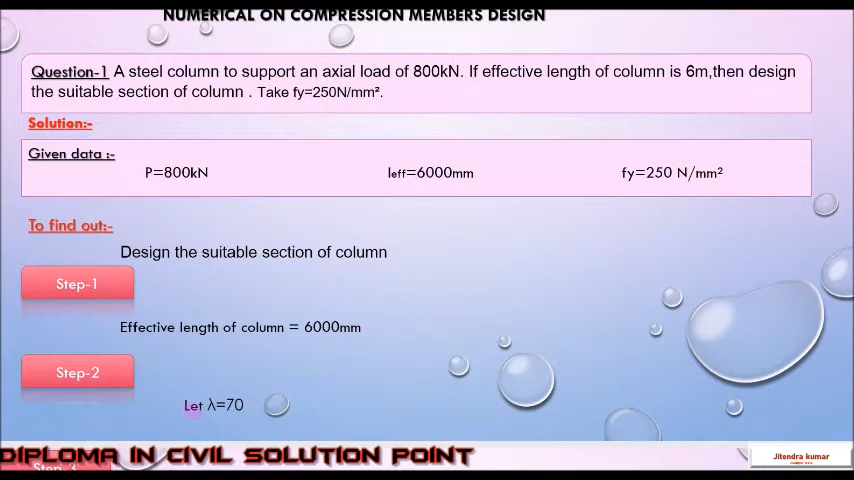 NUMERICAL ON COMPRESSION MEMBERS DESIGN
Question-1 A steel column to support an axial load of 800kN. If effective length of column is 6m,then design
the suitable section of column . Take fy=250N/mm².
Solution:-
Given data :-
P=800kN leff=6000mm fy=250 N/mm²
To find out:-
Design the suitable section of column
Step-1
Effective length of column = 6000mm
Step-2
Let λ=70
DIPLOMA IN CIVIL SOLUTION POINT
Jitendra kumar
Step-3